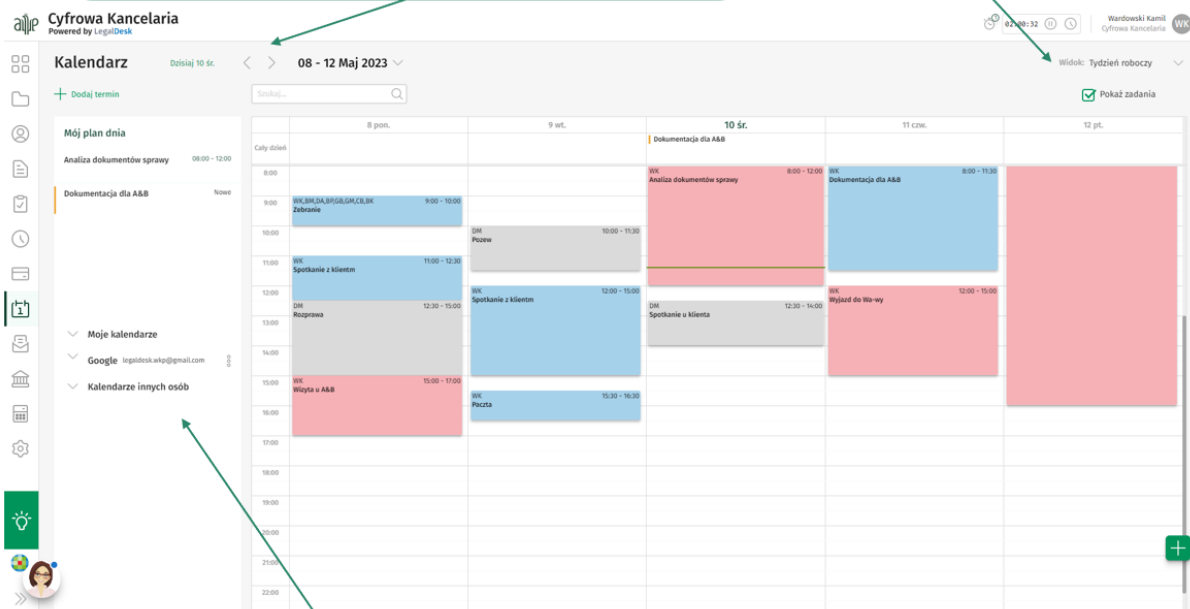 Cyfrowa Kancelaria
Powered by LegalDesk
02:00:32
Wardowski Kamil
Cyfrowa Kancelaria
WK
Kalendarz
Dzisiaj 10 śr.
08 - 12 Maj 2023
Widok: Tydzień roboczy
Dodaj termin
Szukaj...
Pokaż zadania
Mój plan dnia
Analiza dokumentów sprawy 08:00 - 12:00
Dokumentacja dla A&B Nowe
Moje kalendarze
Google legaldesk.wkp@gmail.com
Kalendarze innych osób
8 pon. 9 wt. 10 śr. 11 czw. 12 pt.
Cały dzień
Dokumentacja dla A&B
8:00
9:00
10:00
11:00
12:00
13:00
14:00
15:00
16:00
17:00
18:00
19:00
20:00
21:00
22:00
WK,BM,DA,BP,GB,GM,CB,BK 9:00 - 10:00
Zebranie
WK 11:00 - 12:30
Spotkanie z klientm
DM 12:30 - 15:00
Rozprawa
WK 15:00 - 17:00
Wizyta u A&B
DM 10:00 - 11:30
Pozew
WK 12:00 - 15:00
Spotkanie z klientm
WK 15:30 - 16:30
Paczta
WK 8:00 - 12:00
Analiza dokumentów sprawy
DM 12:30 - 14:00
Spotkanie u klienta
WK 8:00 - 11:30
Dokumentacja dla A&B
WK 12:00 - 15:00
Wyjazd do Wa-wy